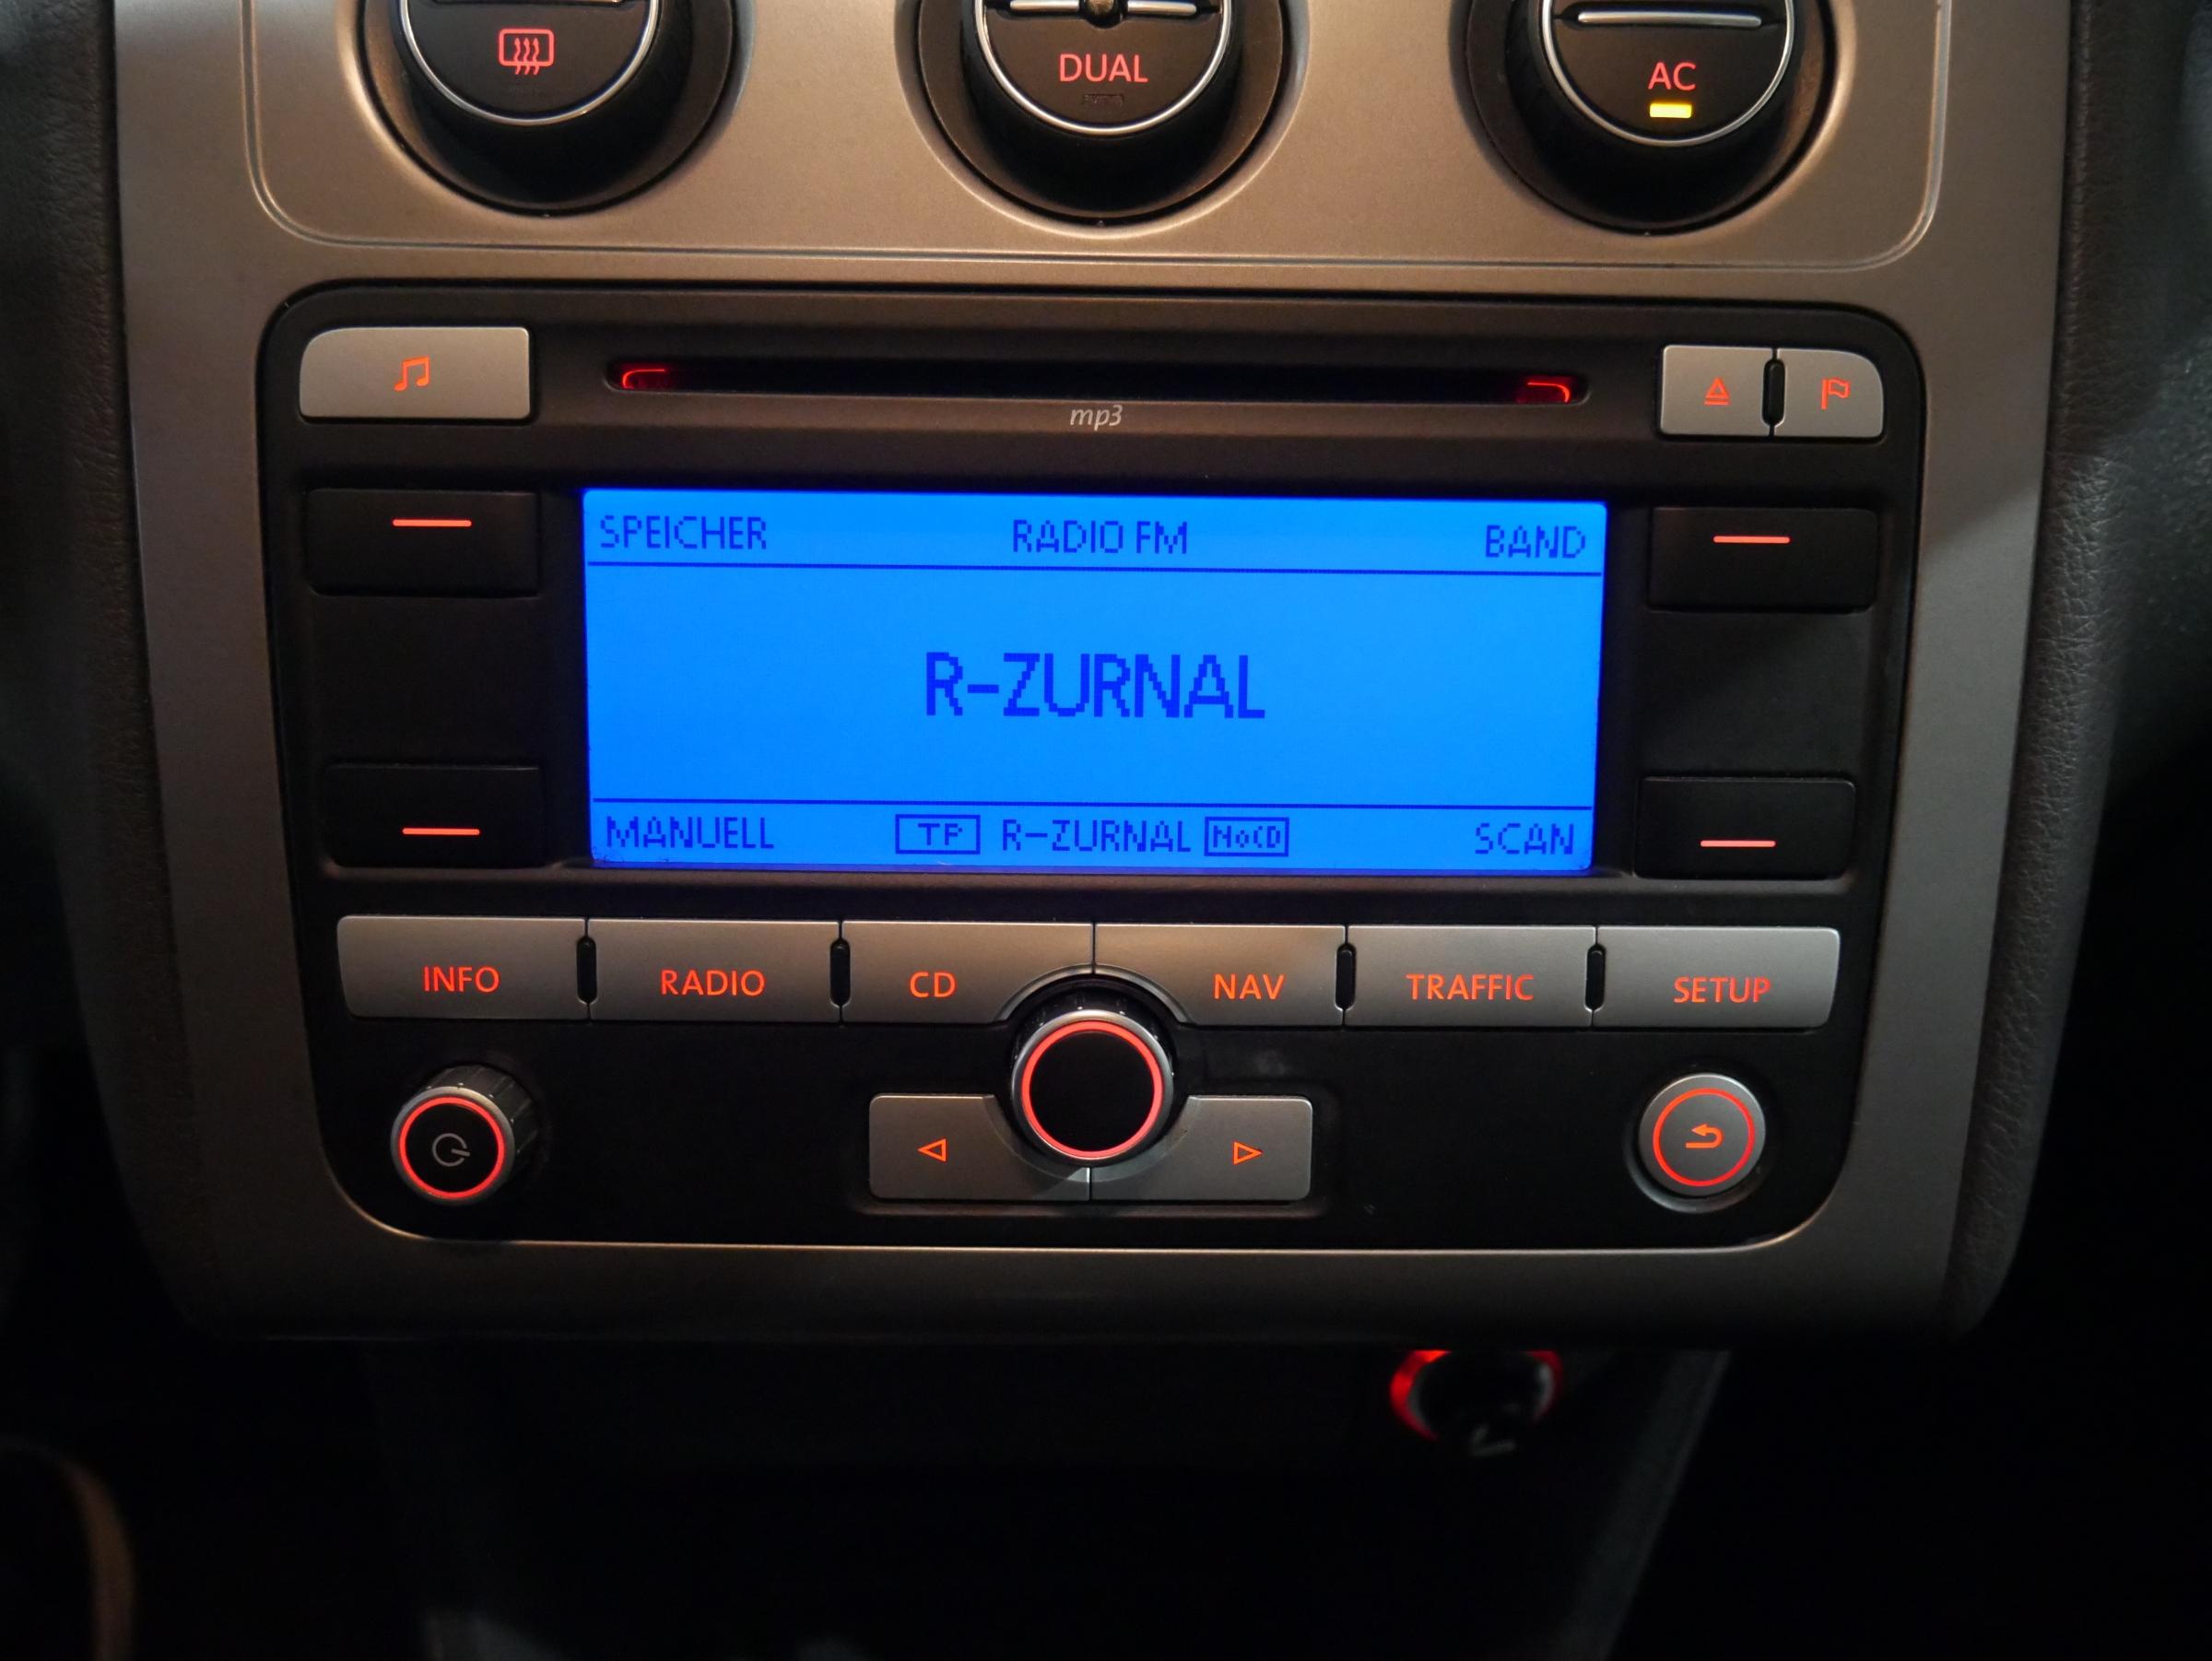 DUAL
AC
mp3
SPEICHER RADIO FM BAND
R-ZURNAL
MANUELL TP R-ZURNAL NoCD SCAN
INFO RADIO CD NAV TRAFFIC SETUP